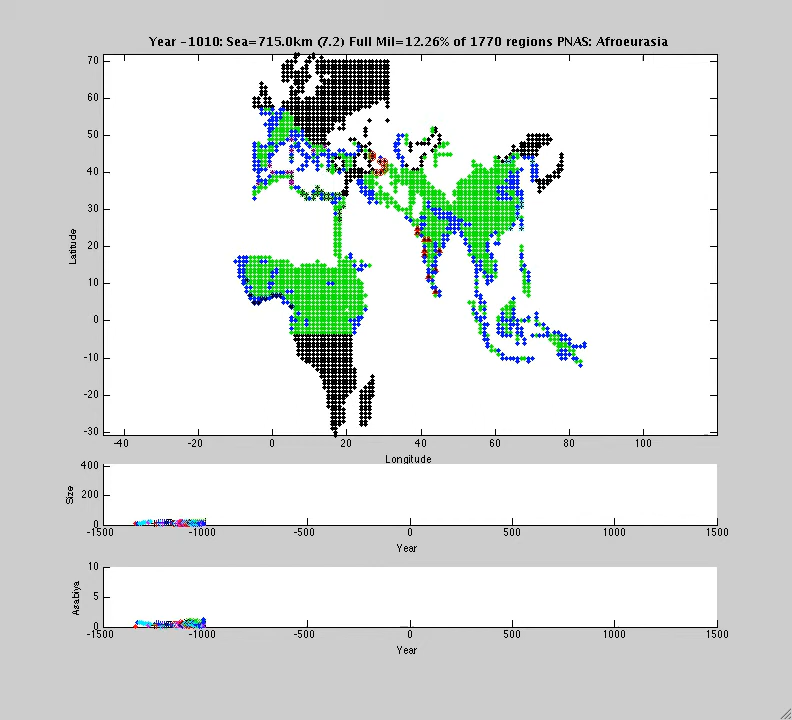 Year -1010: Sea=715.0km (7.2) Full Mil=12.26% of 1770 regions PNAS: Afroeurasia
70
60
50
40
30
20
10
0
-10
-20
-30
Latitude
-40 -20 0 20 40 60 80 100
Longitude
400
200
0
Size
-1500 -1000 -500 0 500 1000 1500
Year
10
5
0
Asabiya
-1500 -1000 -500 0 500 1000 1500
Year